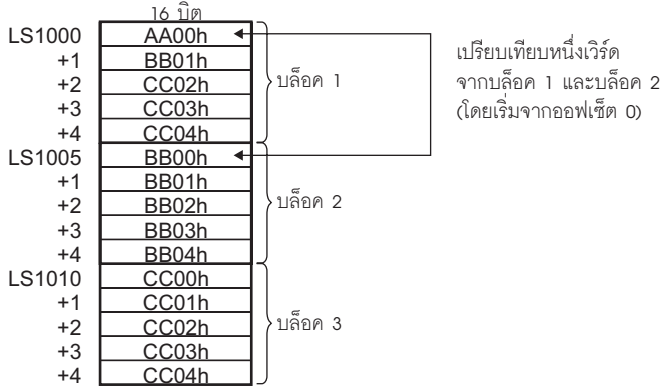 16 บิต
LS1000 AA00h
+1 BB01h
+2 CC02h
+3 CC03h
+4 CC04h
บล็อค 1
LS1005 BB00h
+1 BB01h
+2 BB02h
+3 BB03h
+4 BB04h
บล็อค 2
LS1010 CC00h
+1 CC01h
+2 CC02h
+3 CC03h
+4 CC04h
บล็อค 3
เปรียบเทียบหนึ่งเวิร์ด
จากบล็อค 1 และบล็อค 2
(โดยเริ่มจากออฟเซ็ต 0)